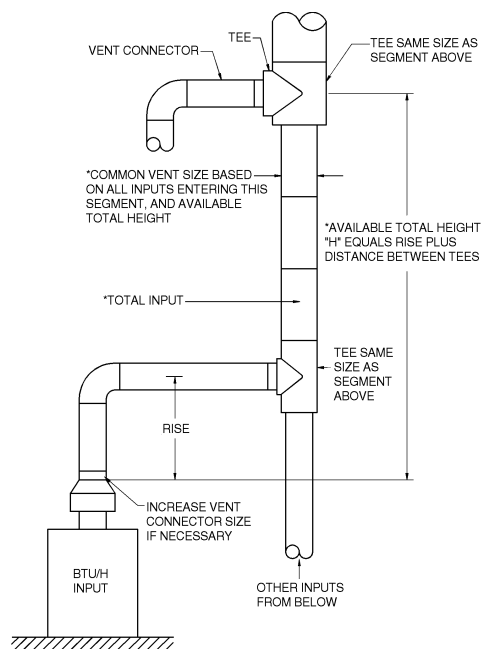 TEE
VENT CONNECTOR
TEE SAME SIZE AS
SEGMENT ABOVE
*COMMON VENT SIZE BASED
ON ALL INPUTS ENTERING THIS
SEGMENT, AND AVAILABLE
TOTAL HEIGHT
*AVAILABLE TOTAL HEIGHT
"H" EQUALS RISE PLUS
DISTANCE BETWEEN TEES
*TOTAL INPUT
TEE SAME
SIZE AS
SEGMENT
ABOVE
RISE
INCREASE VENT
CONNECTOR SIZE
IF NECESSARY
BTU/H
INPUT
OTHER INPUTS
FROM BELOW